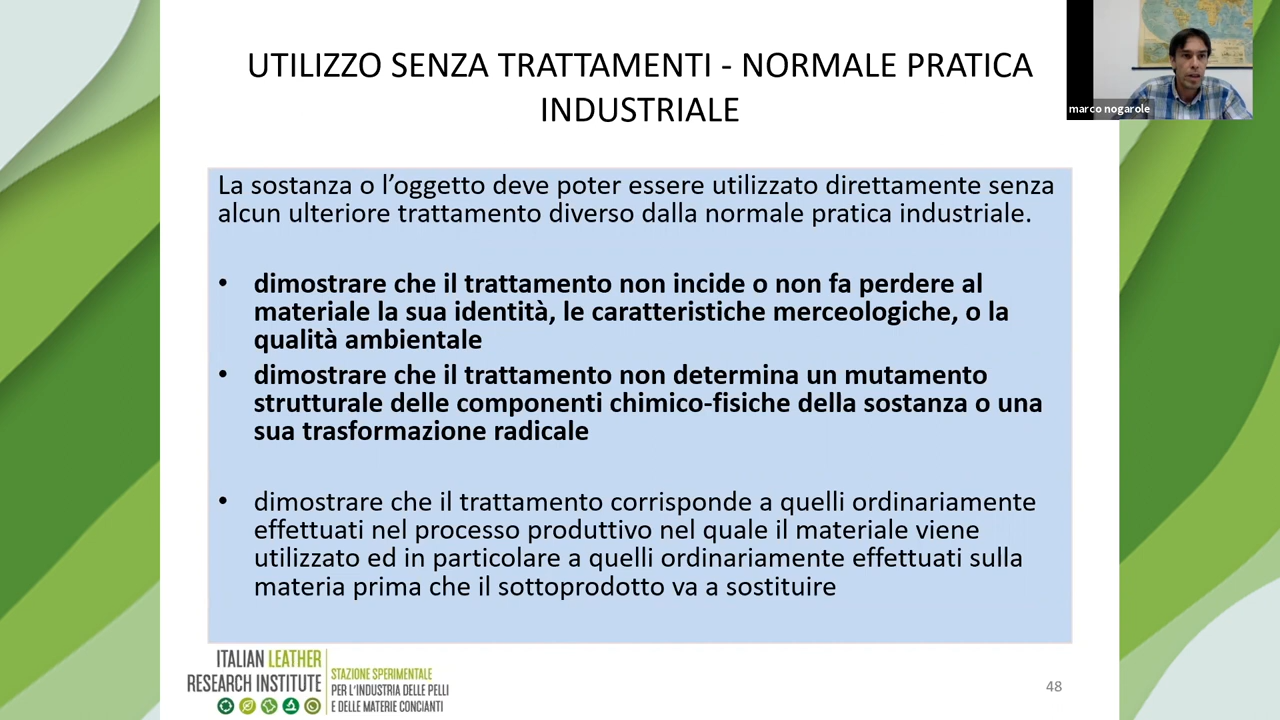 UTILIZZO SENZA TRATTAMENTI - NORMALE PRATICA
INDUSTRIALE
marco nogarole
La sostanza o l’oggetto deve poter essere utilizzato direttamente senza
alcun ulteriore trattamento diverso dalla normale pratica industriale.
• dimostrare che il trattamento non incide o non fa perdere al
materiale la sua identità, le caratteristiche merceologiche, o la
qualità ambientale
• dimostrare che il trattamento non determina un mutamento
strutturale delle componenti chimico-fisiche della sostanza o una
sua trasformazione radicale
• dimostrare che il trattamento corrisponde a quelli ordinariamente
effettuati nel processo produttivo nel quale il materiale viene
utilizzato ed in particolare a quelli ordinariamente effettuati sulla
materia prima che il sottoprodotto va a sostituire
ITALIAN LEATHER
RESEARCH INSTITUTE
STAZIONE SPERIMENTALE
PER L'INDUSTRIA DELLE PELLI
E DELLE MATERIE CONCIANTI
48